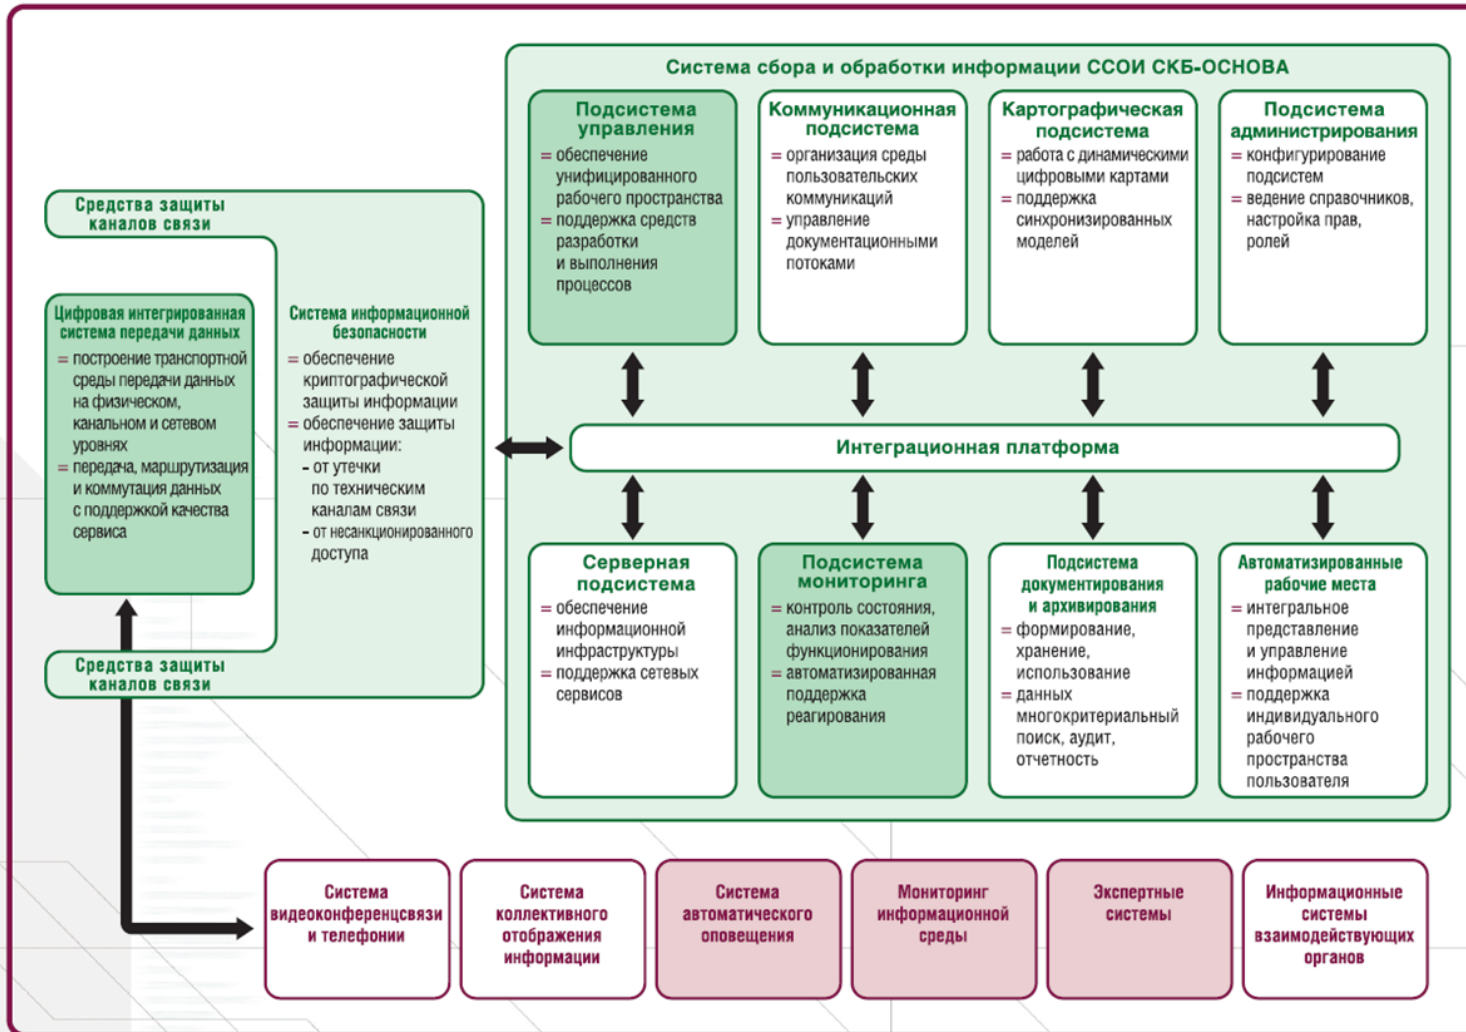 Система сбора и обработки информации ССОИ СКБ-ОСНОВА
Подсистема
управления
= обеспечение
унифицированного
рабочего пространства
= поддержка средств
разработки
и выполнения
процессов
Коммуникационная
подсистема
= организация среды
пользовательских
коммуникаций
= управление
документационными
потоками
Картографическая
подсистема
= работа с динамическими
цифровыми картами
= поддержка
синхронизированных
моделей
Подсистема
администрирования
= конфигурирование
подсистем
= ведение справочников,
настройка прав,
ролей
Средства защиты
каналов связи
Цифровая интегрированная
система передачи данных
= построение транспортной
среды передачи данных
на физическом,
канальном и сетевом
уровнях
= передача, маршрутизация
и коммутация данных
с поддержкой качества
сервиса
Система информационной
безопасности
= обеспечение
криптографической
защиты информации
= обеспечение защиты
информации:
- от утечки
по техническим
каналам связи
- от несанкционированного
доступа
Средства защиты
каналов связи
Интеграционная платформа
Серверная
подсистема
= обеспечение
информационной
инфраструктуры
= поддержка сетевых
сервисов
Подсистема
мониторинга
= контроль состояния,
анализ показателей
функционирования
= автоматизированная
поддержка
реагирования
Подсистема
документирования
и архивирования
= формирование,
хранение,
использование
= данных
многокритериальный
поиск, аудит,
отчетность
Автоматизированные
рабочие места
= интегральное
представление
и управление
информацией
= поддержка
индивидуального
рабочего
пространства
пользователя
Система
видеоконференцсвязи
и телефонии
Система
коллективного
отображения
информации
Система
автоматического
оповещения
Мониторинг
информационной
среды
Экспертные
системы
Информационные
системы
взаимодействующих
органов